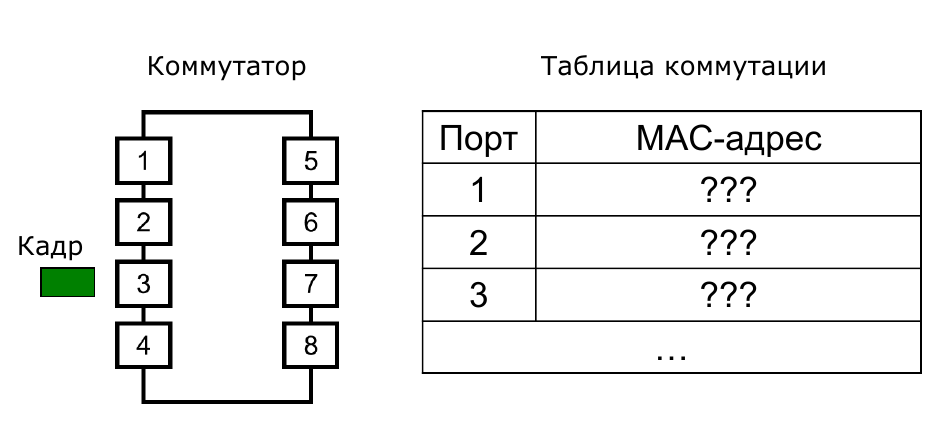 Коммутатор
Таблица коммутации
1 5
2 6
Кадр
3 7
4 8
Порт MAC-адрес
1 ???
2 ???
3 ???
...